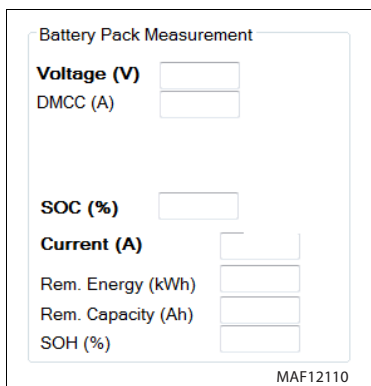 Battery Pack Measurement
Voltage (V)
DMCC (A)
SOC (%)
Current (A)
Rem. Energy (kWh)
Rem. Capacity (Ah)
SOH (%)
MAF12110